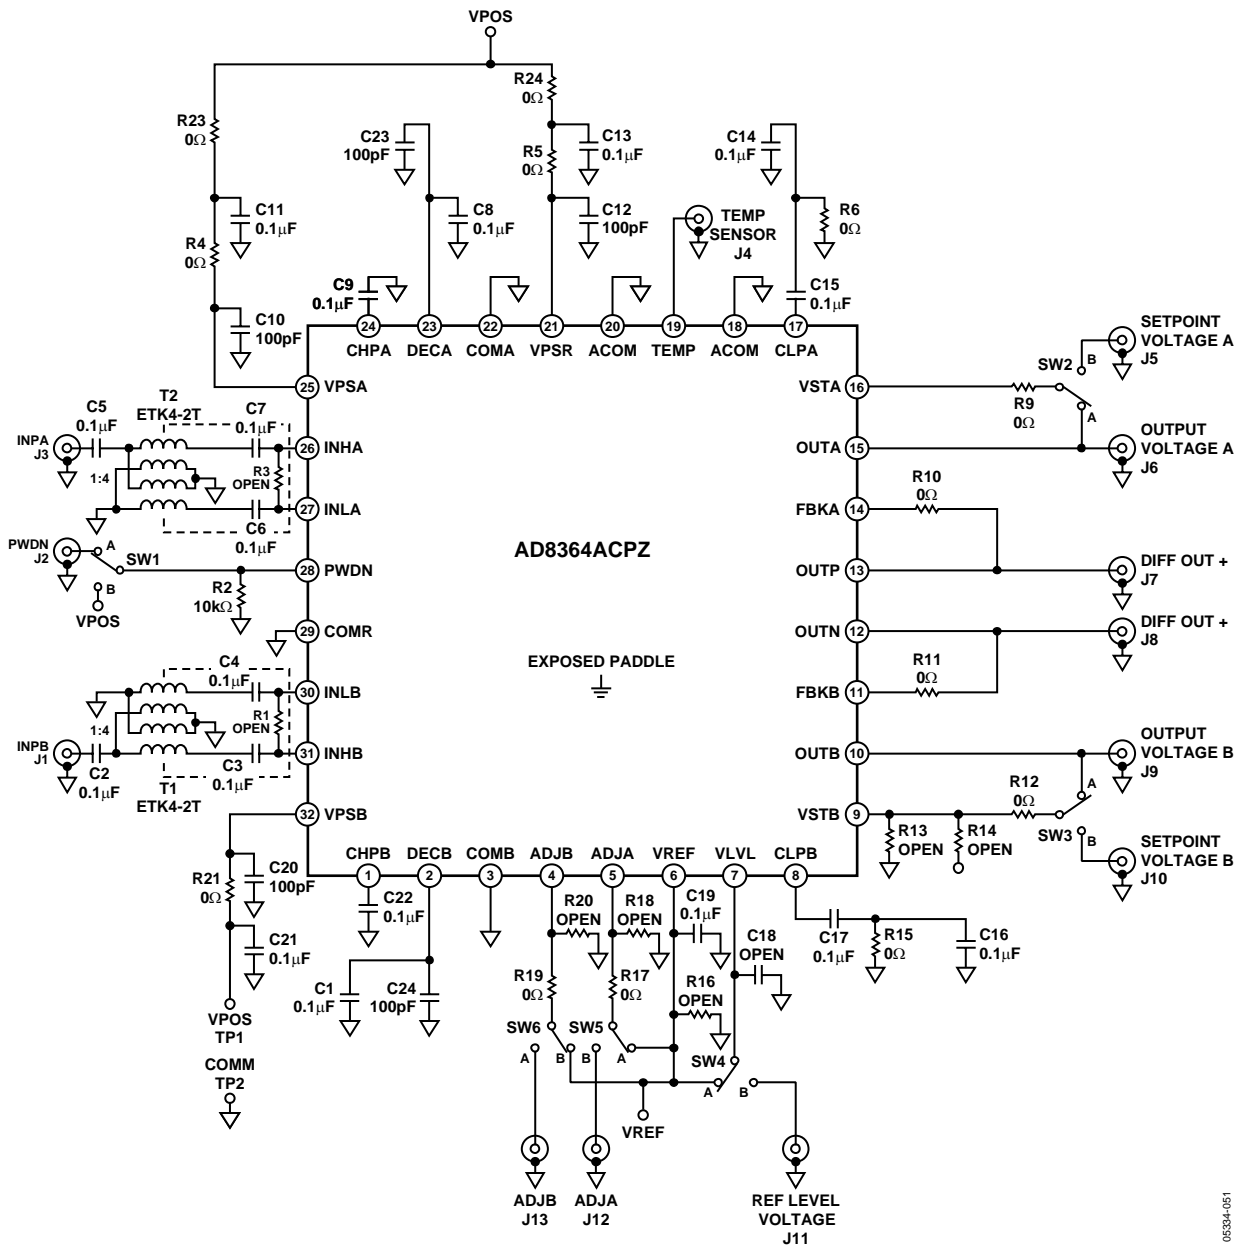 VPOS
R24
0Ω
R23
0Ω
C23
100pF
C13
0.1µF
C14
0.1µF
R5
0Ω
C11
0.1µF
C8
0.1µF
C12
100pF
TEMP
SENSOR
J4
R6
0Ω
R4
0Ω
C9
0.1µF
C15
0.1µF
C10
100pF
24
23
22
21
20
19
18
17
CHPA
DECA
COMA
VPSR
ACOM
TEMP
ACOM
CLPA
SETPOINT
VOLTAGE A
J5
SW2
B
A
25
VPSA
VSTA
16
R9
0Ω
T2
ETK4-2T
C5
0.1µF
C7
0.1µF
INPA
J3
26
INHA
OUTA
15
OUTPUT
VOLTAGE A
J6
1:4
R3
OPEN
R10
0Ω
27
INLA
FBKA
14
C6
0.1µF
AD8364ACPZ
PWDN
J2
A
SW1
B
VPOS
28
PWDN
OUTP
13
DIFF OUT +
J7
R2
10kΩ
29
COMR
OUTN
12
DIFF OUT +
J8
EXPOSED PADDLE
C4
0.1µF
R11
0Ω
30
INLB
FBKB
11
1:4
R1
OPEN
INPB
J1
31
INHB
OUTB
10
OUTPUT
VOLTAGE B
J9
C2
0.1µF
C3
0.1µF
T1
ETK4-2T
R12
0Ω
A
32
VPSB
VSTB
9
SW3
B
R13
OPEN
R14
OPEN
SETPOINT
VOLTAGE B
J10
CHPB
DECB
COMB
ADJB
ADJA
VREF
VLVL
CLPB
1
2
3
4
5
6
7
8
R21
0Ω
C20
100pF
C22
0.1µF
R20
OPEN
R18
OPEN
C19
0.1µF
C18
OPEN
C17
0.1µF
R15
0Ω
C16
0.1µF
C21
0.1µF
C1
0.1µF
C24
100pF
R19
0Ω
R17
0Ω
R16
OPEN
VPOS
TP1
SW6
A
B
SW5
B
A
SW4
A
B
COMM
TP2
VREF
ADJB
J13
ADJA
J12
REF LEVEL
VOLTAGE
J11
05334-051